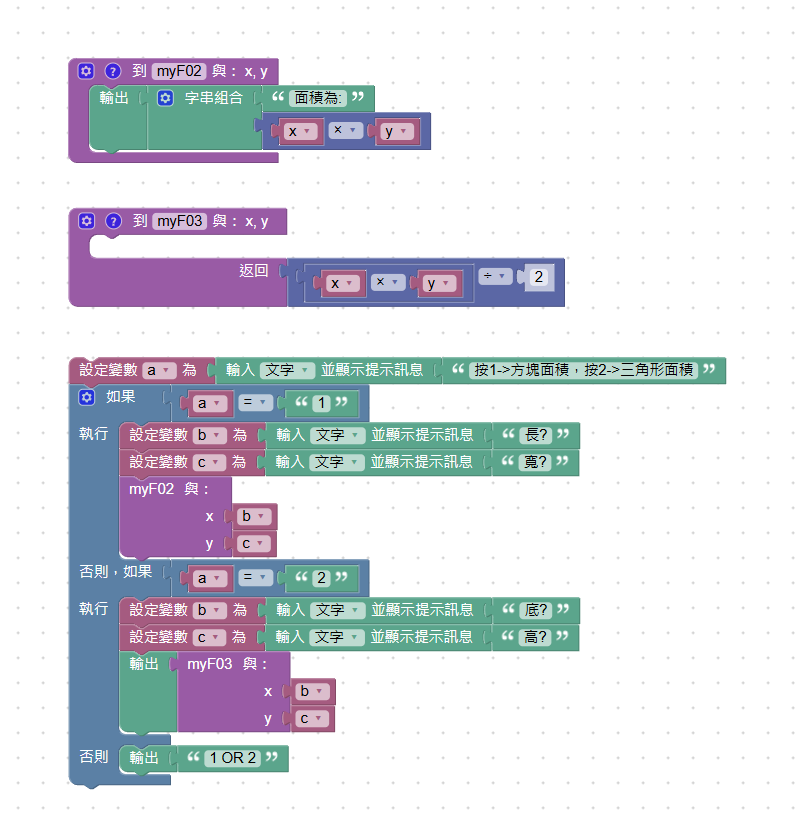 ? 到 myF02 與： x, y
輸出 字串組合 “ 面積為: ”
x × y
? 到 myF03 與： x, y
返回 x × y ÷ 2
設定變數 a 為 輸入 文字 並顯示提示訊息 “ 按1->方塊面積，按2->三角形面積 ”
如果 a = “ 1 ”
執行 設定變數 b 為 輸入 文字 並顯示提示訊息 “ 長? ”
設定變數 c 為 輸入 文字 並顯示提示訊息 “ 寬? ”
myF02 與：
x b
y c
否則，如果 a = “ 2 ”
執行 設定變數 b 為 輸入 文字 並顯示提示訊息 “ 底? ”
設定變數 c 為 輸入 文字 並顯示提示訊息 “ 高? ”
輸出 myF03 與：
x b
y c
否則 輸出 “ 1 OR 2 ”